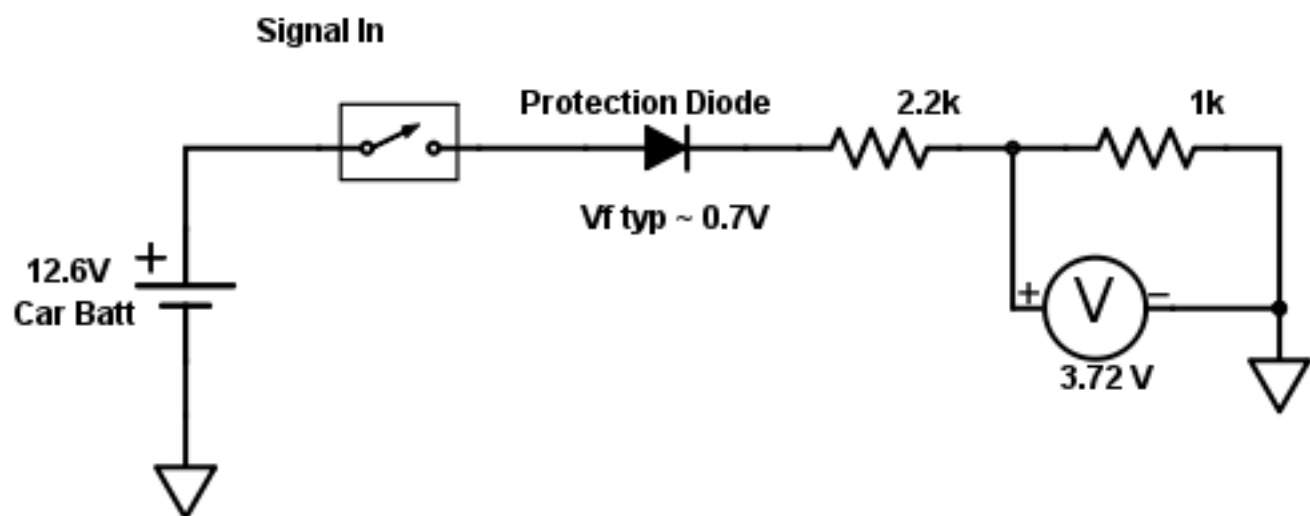 Signal In
Protection Diode
2.2k
1k
Vf typ ~ 0.7V
+
12.6V
Car Batt
+
V
−
3.72 V